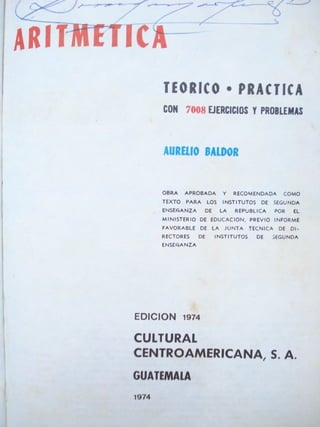 ARITMETICA
TEORICO • PRACTICA
CON 7008 EJERCICIOS Y PROBLEMAS
AURELIO BALDOR
OBRA APROBADA Y RECOMENDADA COMO
TEXTO PARA LOS INSTITUTOS DE SEGUNDA
ENSEÑANZA DE LA REPUBLICA POR EL
MINISTERIO DE EDUCACION, PREVIO INFORME
FAVORABLE DE LA JUNTA TECNICA DE DI-
RECTORES DE INSTITUTOS DE SEGUNDA
ENSEÑANZA
EDICION 1974
CULTURAL
CENTROAMERICANA, S. A.
GUATEMALA
1974